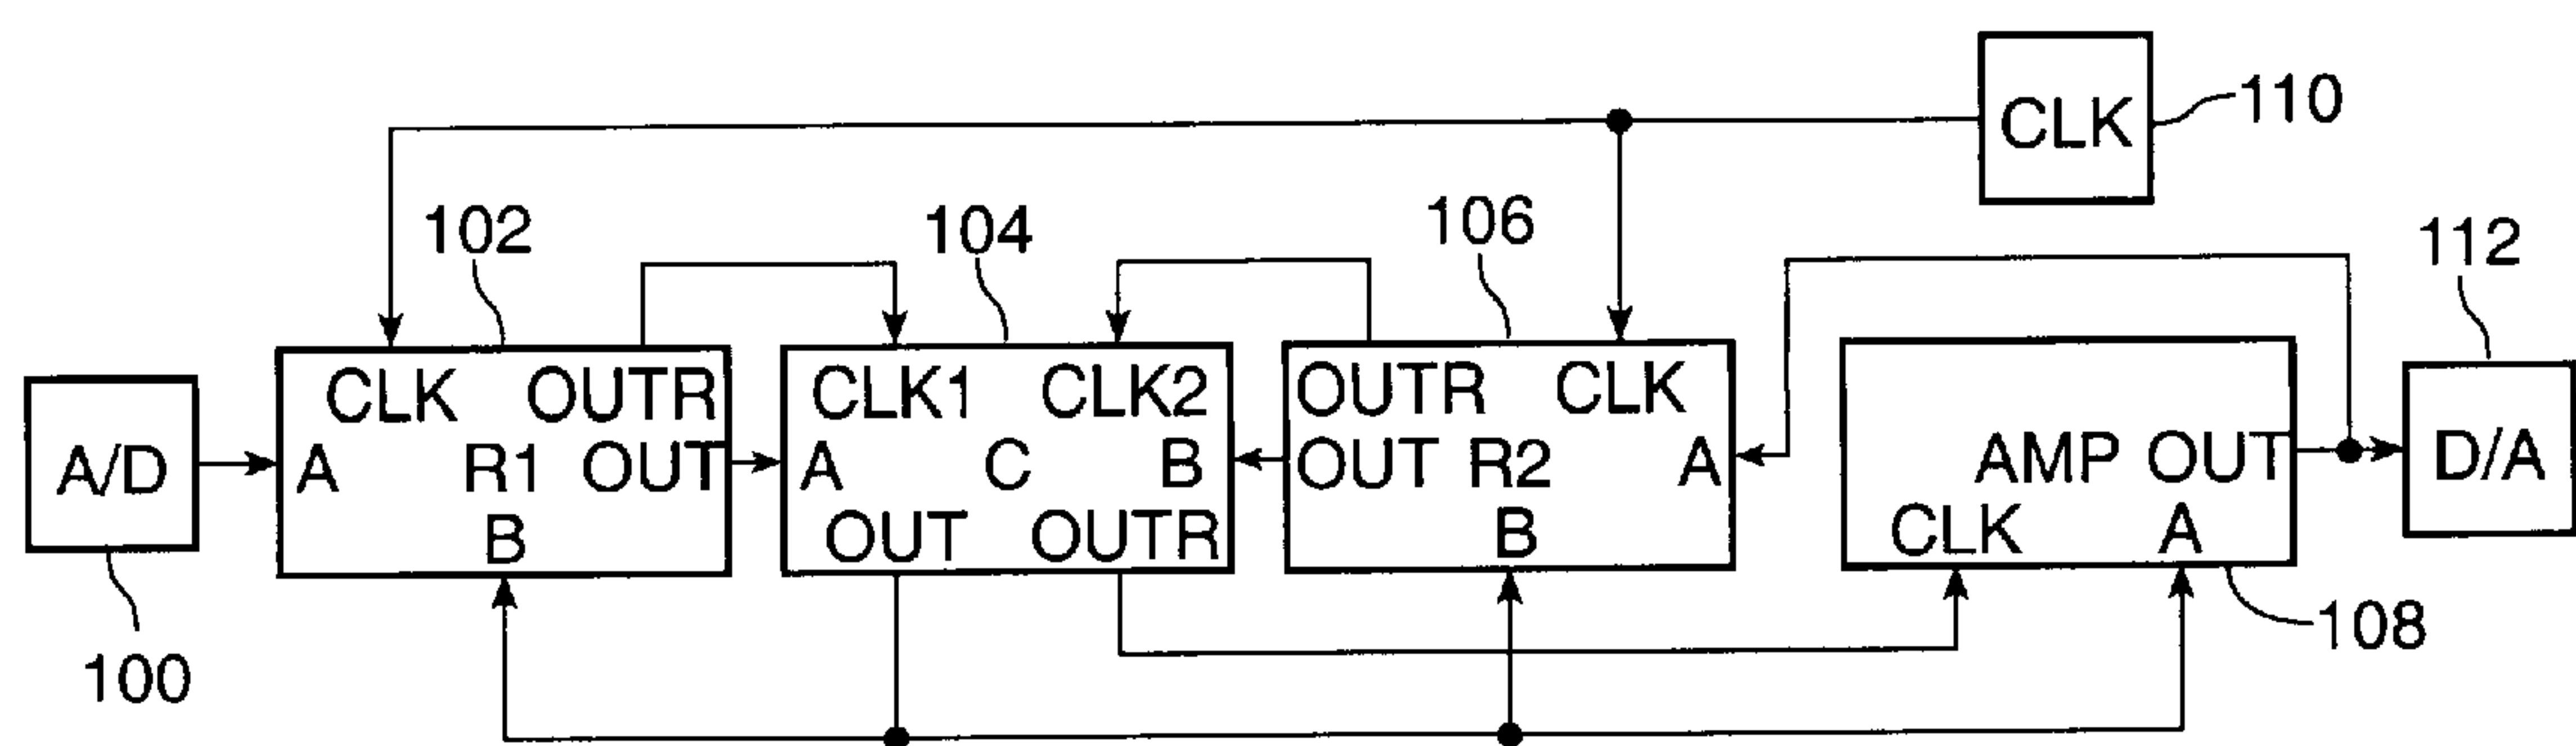 CLK
110
102
104
106
112
A/D
100
CLK OUTR
A R1 OUT
B
CLK1 CLK2
A C B
OUT OUTR
OUTR CLK
OUT R2 A
B
AMP OUT
CLK A
108
D/A